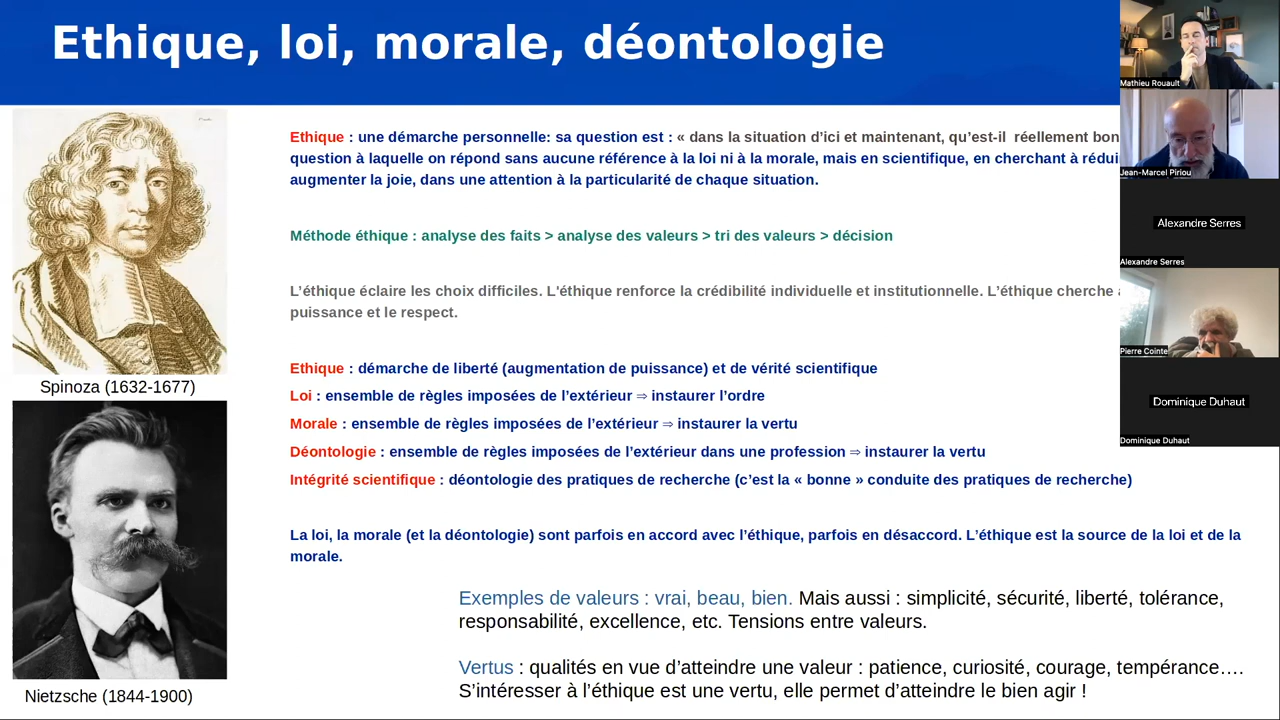 Ethique, loi, morale, déontologie
Ethique : une démarche personnelle: sa question est : « dans la situation d’ici et maintenant, qu’est-il réellement bon
question à laquelle on répond sans aucune référence à la loi ni à la morale, mais en scientifique, en cherchant à rédui
augmenter la joie, dans une attention à la particularité de chaque situation.
Méthode éthique : analyse des faits > analyse des valeurs > tri des valeurs > décision
L’éthique éclaire les choix difficiles. L'éthique renforce la crédibilité individuelle et institutionnelle. L’éthique cherche
puissance et le respect.
Ethique : démarche de liberté (augmentation de puissance) et de vérité scientifique
Loi : ensemble de règles imposées de l’extérieur ⇒ instaurer l’ordre
Morale : ensemble de règles imposées de l’extérieur ⇒ instaurer la vertu
Déontologie : ensemble de règles imposées de l’extérieur dans une profession ⇒ instaurer la vertu
Intégrité scientifique : déontologie des pratiques de recherche (c’est la « bonne » conduite des pratiques de recherche)
La loi, la morale (et la déontologie) sont parfois en accord avec l’éthique, parfois en désaccord. L’éthique est la source de la loi et de la
morale.
Exemples de valeurs : vrai, beau, bien. Mais aussi : simplicité, sécurité, liberté, tolérance,
responsabilité, excellence, etc. Tensions entre valeurs.
Vertus : qualités en vue d’atteindre une valeur : patience, curiosité, courage, tempérance….
S’intéresser à l’éthique est une vertu, elle permet d’atteindre le bien agir !
Spinoza (1632-1677)
Nietzsche (1844-1900)
Mathieu Rouault
Jean-Marcel Piriou
Alexandre Serres
Alexandre Serres
Pierre Cointe
Dominique Duhaut
Dominique Duhaut